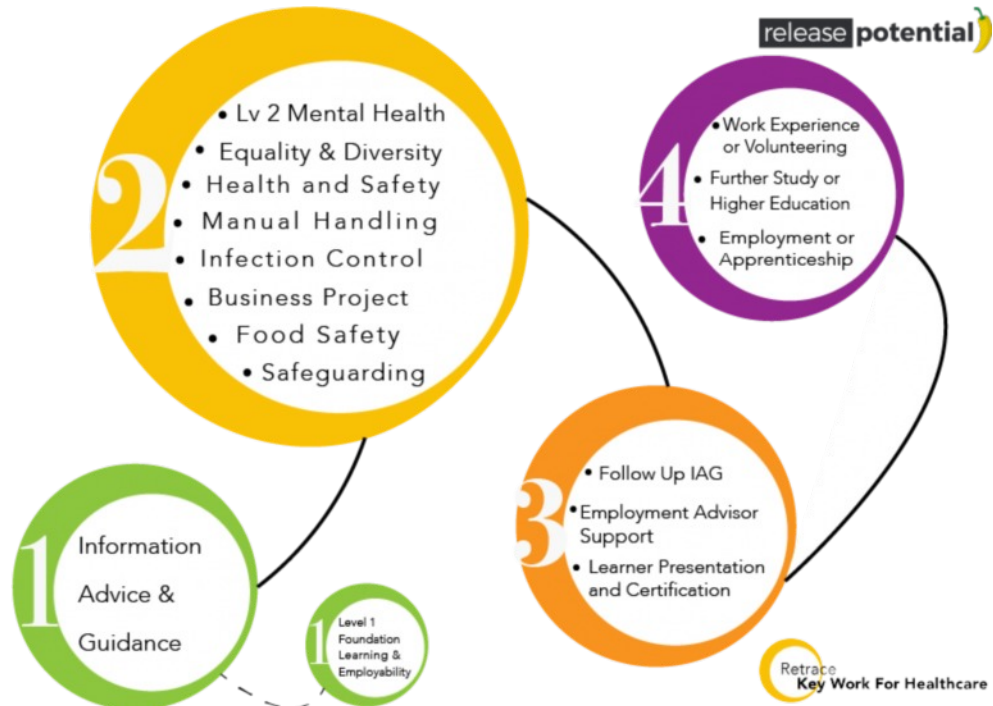 release potential
2
• Lv 2 Mental Health
• Equality & Diversity
• Health and Safety
• Manual Handling
• Infection Control
• Business Project
• Food Safety
• Safeguarding
4
• Work Experience
or Volunteering
• Further Study or
Higher Education
• Employment or
Apprenticeship
1
Information
Advice &
Guidance
1
Level 1
Foundation
Learning &
Employability
3
• Follow Up IAG
• Employment Advisor
Support
• Learner Presentation
and Certification
Retrace
Key Work For Healthcare